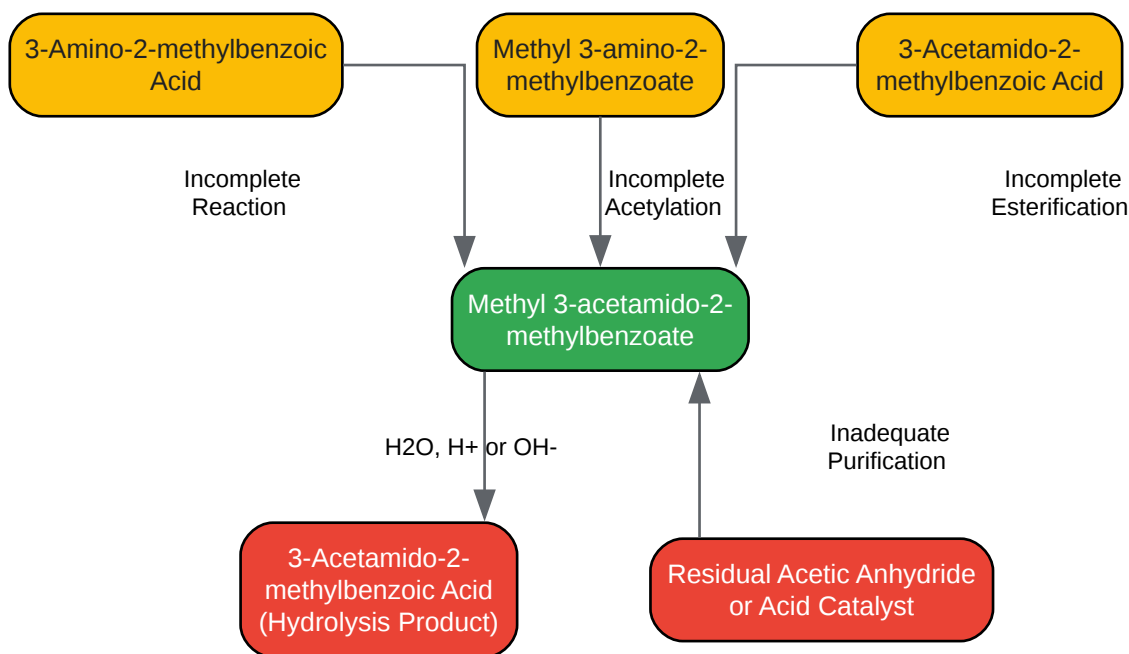 3-Amino-2-methylbenzoic
Acid
Methyl 3-amino-2-
methylbenzoate
3-Acetamido-2-
methylbenzoic Acid
Incomplete
Reaction
Incomplete
Acetylation
Incomplete
Esterification
Methyl 3-acetamido-2-
methylbenzoate
H2O, H+ or OH-
Inadequate
Purification
3-Acetamido-2-
methylbenzoic Acid
(Hydrolysis Product)
Residual Acetic Anhydride
or Acid Catalyst